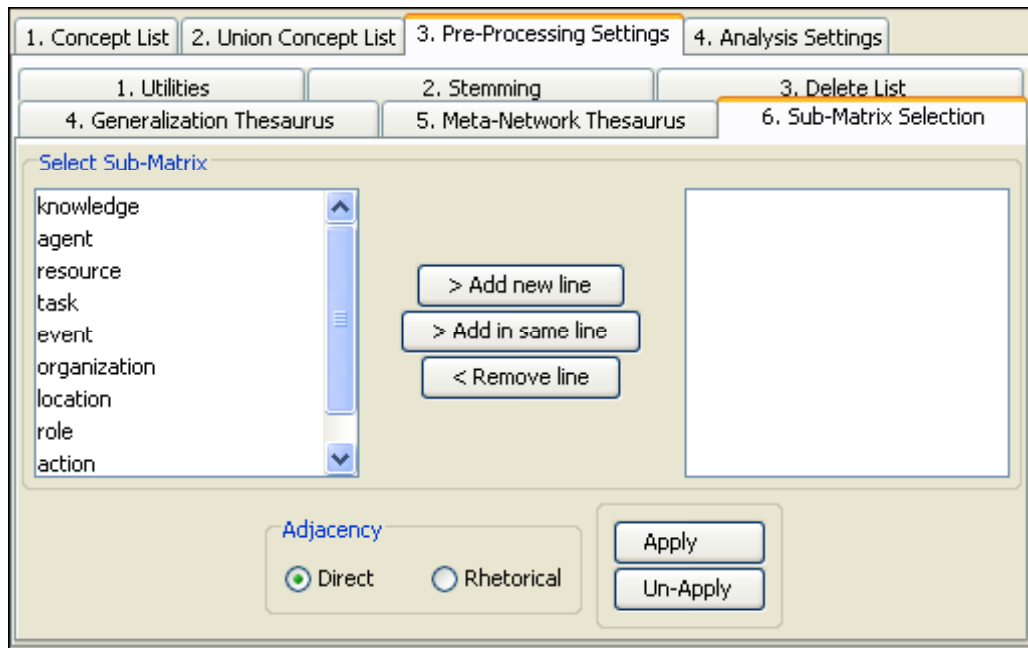 1. Concept List 2. Union Concept List 3. Pre-Processing Settings 4. Analysis Settings
1. Utilities 2. Stemming 3. Delete List
4. Generalization Thesaurus 5. Meta-Network Thesaurus 6. Sub-Matrix Selection
Select Sub-Matrix
knowledge
agent
resource
task
event
organization
location
role
action
> Add new line
> Add in same line
< Remove line
Adjacency
Direct Rhetorical
Apply
Un-Apply